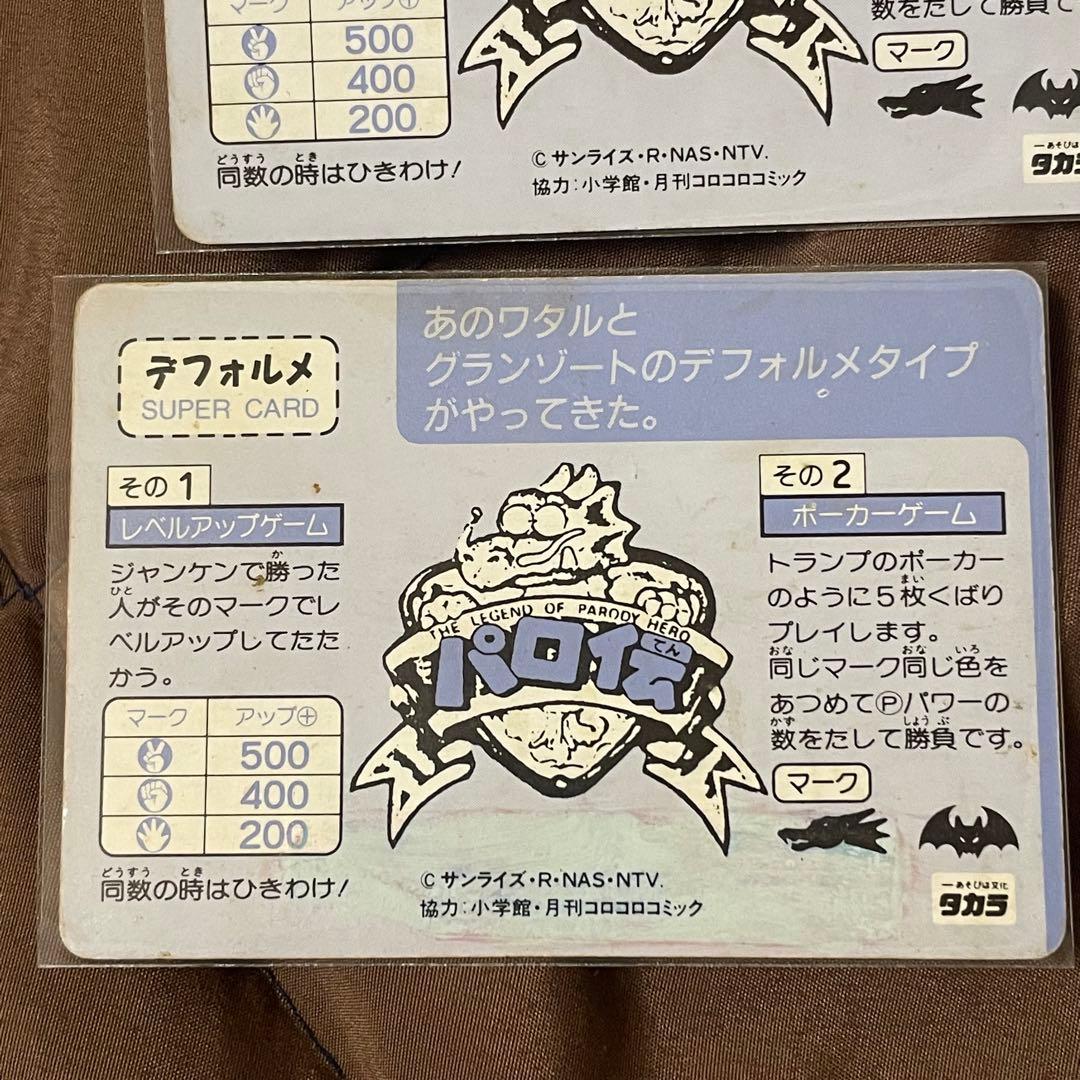 マーク アップ⊕
500
400
200
同数の時はひきわけ!
どうすう とき
© サンライズ・R・NAS・NTV.
協力:小学館・月刊コロコロコミック
数をたして勝負で
マーク
タカラ
デフォルメ
SUPER CARD
あのワタルと
グランゾートのデフォルメタイプ
がやってきた。
その1
レベルアップゲーム
ジャンケンで勝った
か
人がそのマークでレ
ひと
ベルアップしてたた
かう。
マーク アップ⊕
500
400
200
同数の時はひきわけ!
どうすう とき
THE LEGEND OF PARODY HERO
パロ伝
でん
© サンライズ・R・NAS・NTV.
協力:小学館・月刊コロコロコミック
その2
ポーカーゲーム
トランプのポーカー
のように5枚くばり
まい
プレイします。
同じマーク同じ色を
おな おな いろ
あつめてⓅパワーの
数をたして勝負です。
かず しょうぶ
マーク
あそびは文化
タカラ